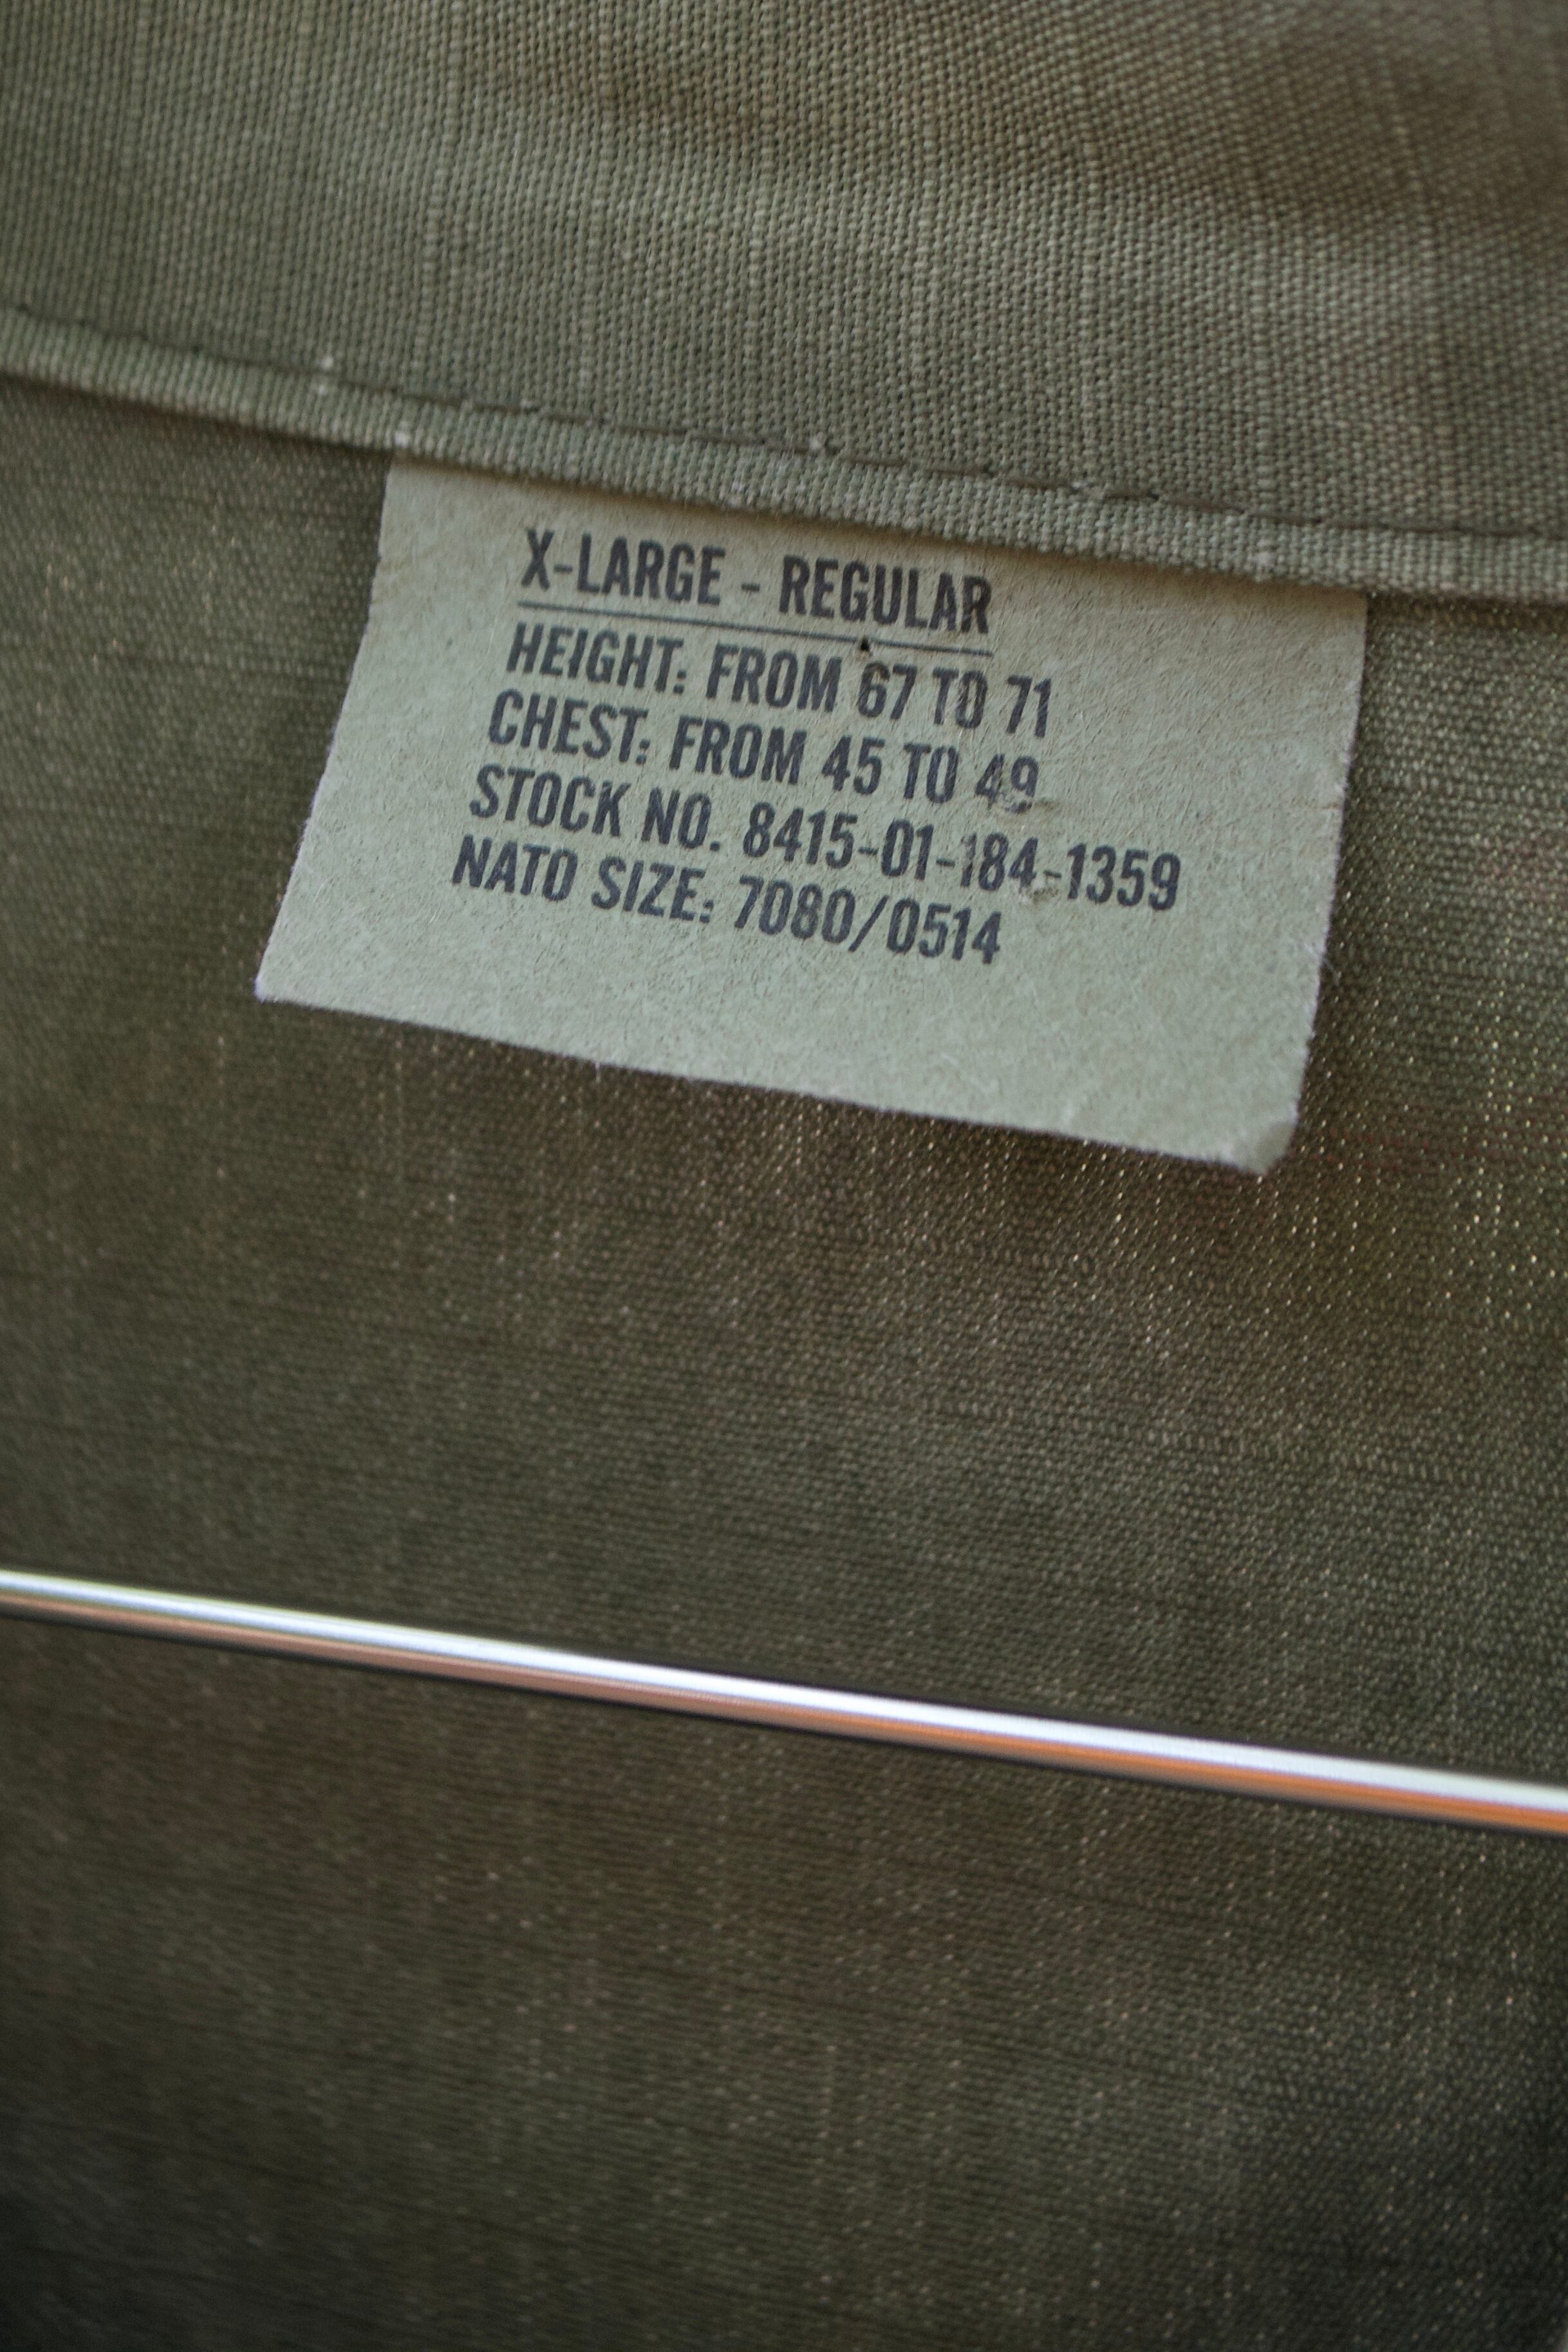 X-LARGE - REGULAR
HEIGHT: FROM 67 TO 71
CHEST: FROM 45 TO 49
STOCK NO. 8415-01-184-1359
NATO SIZE: 7080/0514